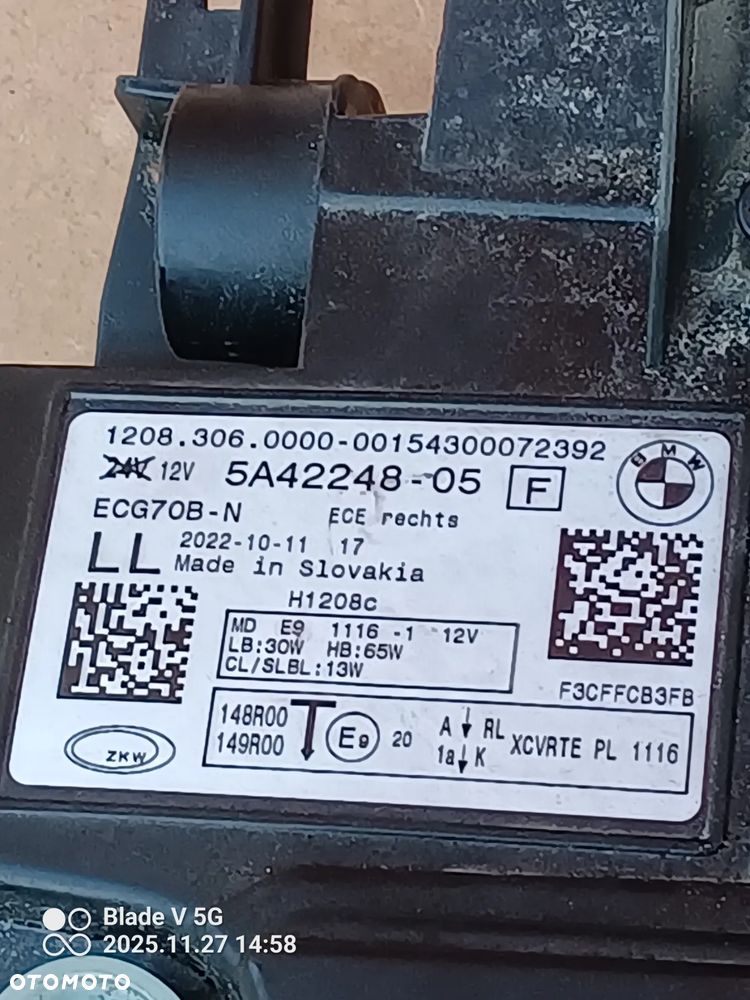 1208.306.0000-00154300072392
24V 12V 5A42248-05 F
BMW
ECG70B-N ECE rechts
LL 2022-10-11 17
Made in Slovakia
H1208c
MD E9 1116 -1 12V
LB:30W HB:65W
CL/SLBL:13W
F3CFFCB3FB
148R00
149R00
E9 20
A RL
1a K
XCVRTE PL 1116
ZKW
Blade V 5G
2025.11.27 14:58
OTOMOTO